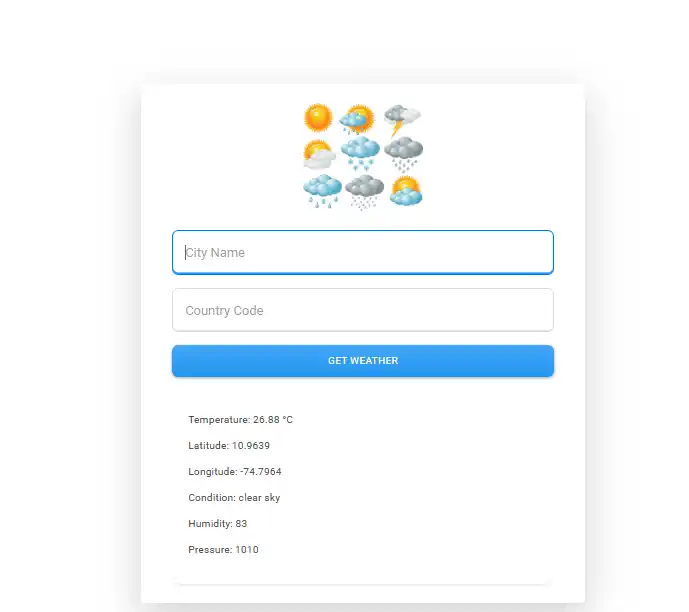 City Name
Country Code
GET WEATHER
Temperature: 26.88 °C
Latitude: 10.9639
Longitude: -74.7964
Condition: clear sky
Humidity: 83
Pressure: 1010